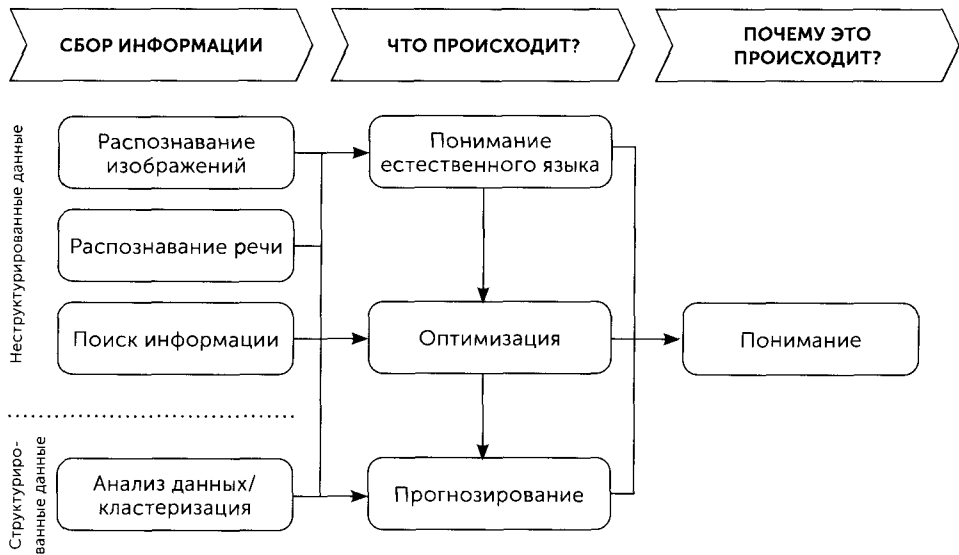 СБОР ИНФОРМАЦИИ
ЧТО ПРОИСХОДИТ?
ПОЧЕМУ ЭТО
ПРОИСХОДИТ?
Неструктурированные данные
Распознавание
изображений
Понимание
естественного языка
Распознавание речи
Поиск информации
Оптимизация
Понимание
Структуриро-
ванные данные
Анализ данных/
кластеризация
Прогнозирование